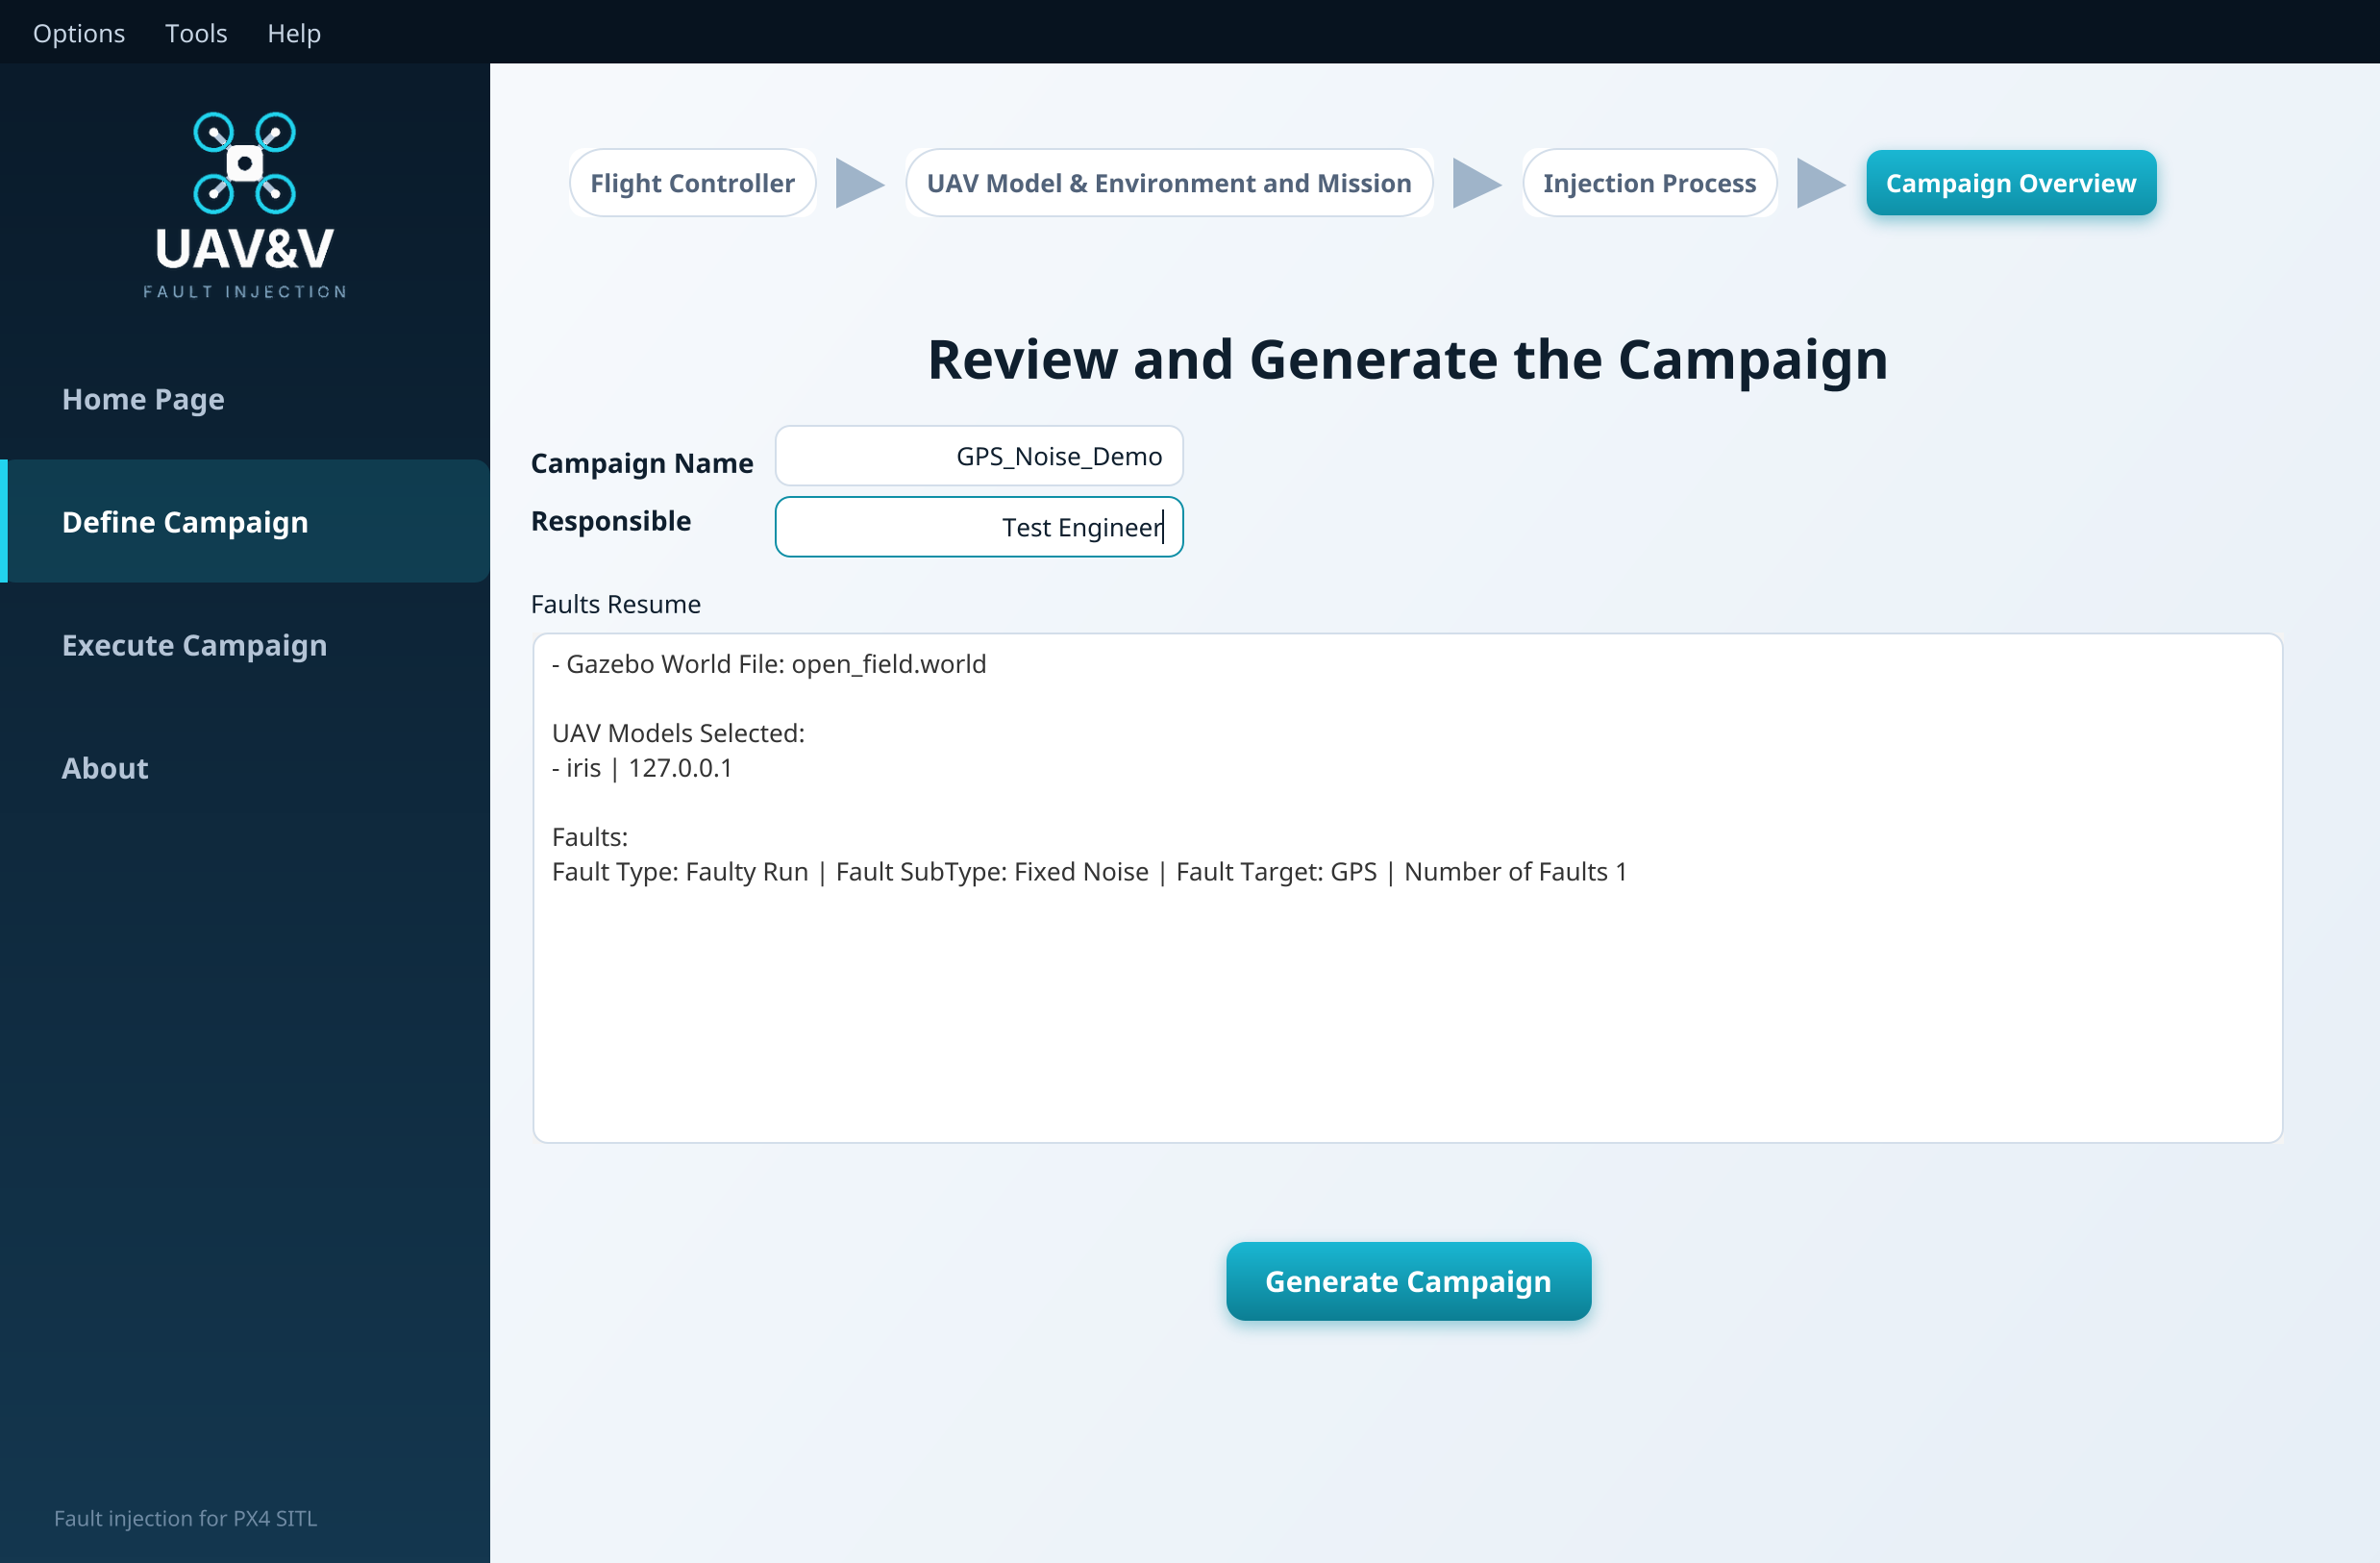 Options Tools Help
UAV&V
FAULT INJECTION
Home Page
Define Campaign
Execute Campaign
About
Fault injection for PX4 SITL
Flight Controller
UAV Model & Environment and Mission
Injection Process
Campaign Overview
Review and Generate the Campaign
Campaign Name GPS_Noise_Demo
Responsible Test Engineer
Faults Resume
- Gazebo World File: open_field.world
UAV Models Selected:
- iris | 127.0.0.1
Faults:
Fault Type: Faulty Run | Fault SubType: Fixed Noise | Fault Target: GPS | Number of Faults 1
Generate Campaign